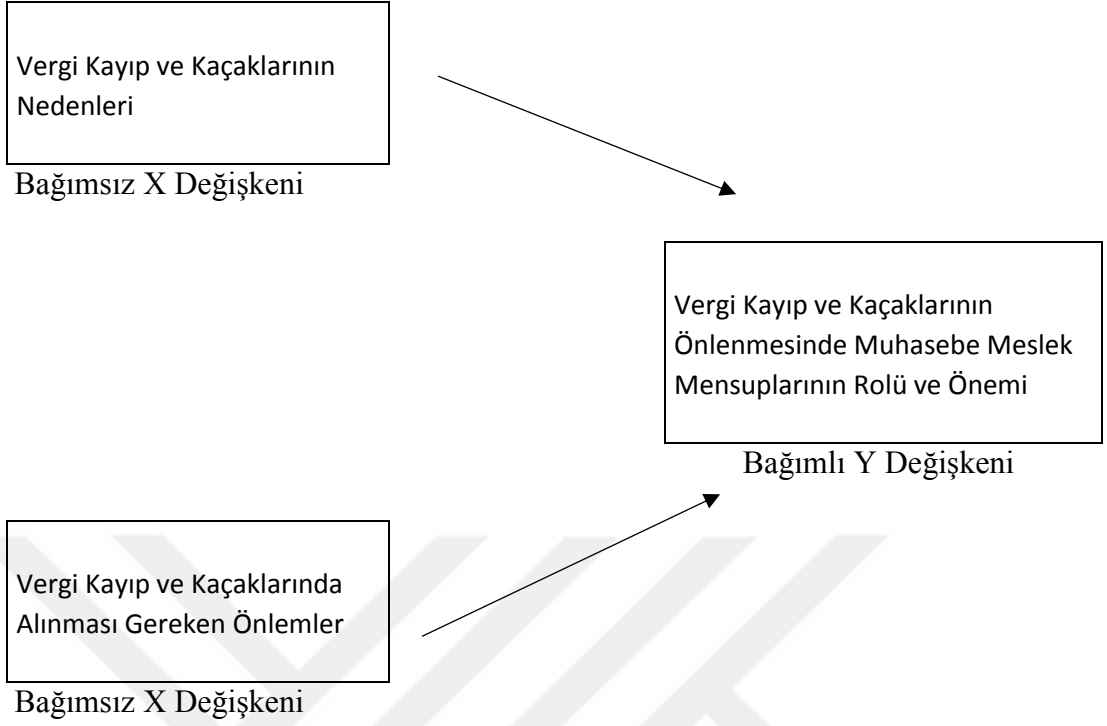 Vergi Kayıp ve Kaçaklarının
Nedenleri
Bağımsız X Değişkeni
Vergi Kayıp ve Kaçaklarının
Önlenmesinde Muhasebe Meslek
Mensuplarının Rolü ve Önemi
Bağımlı Y Değişkeni
Vergi Kayıp ve Kaçaklarında
Alınması Gereken Önlemler
Bağımsız X Değişkeni